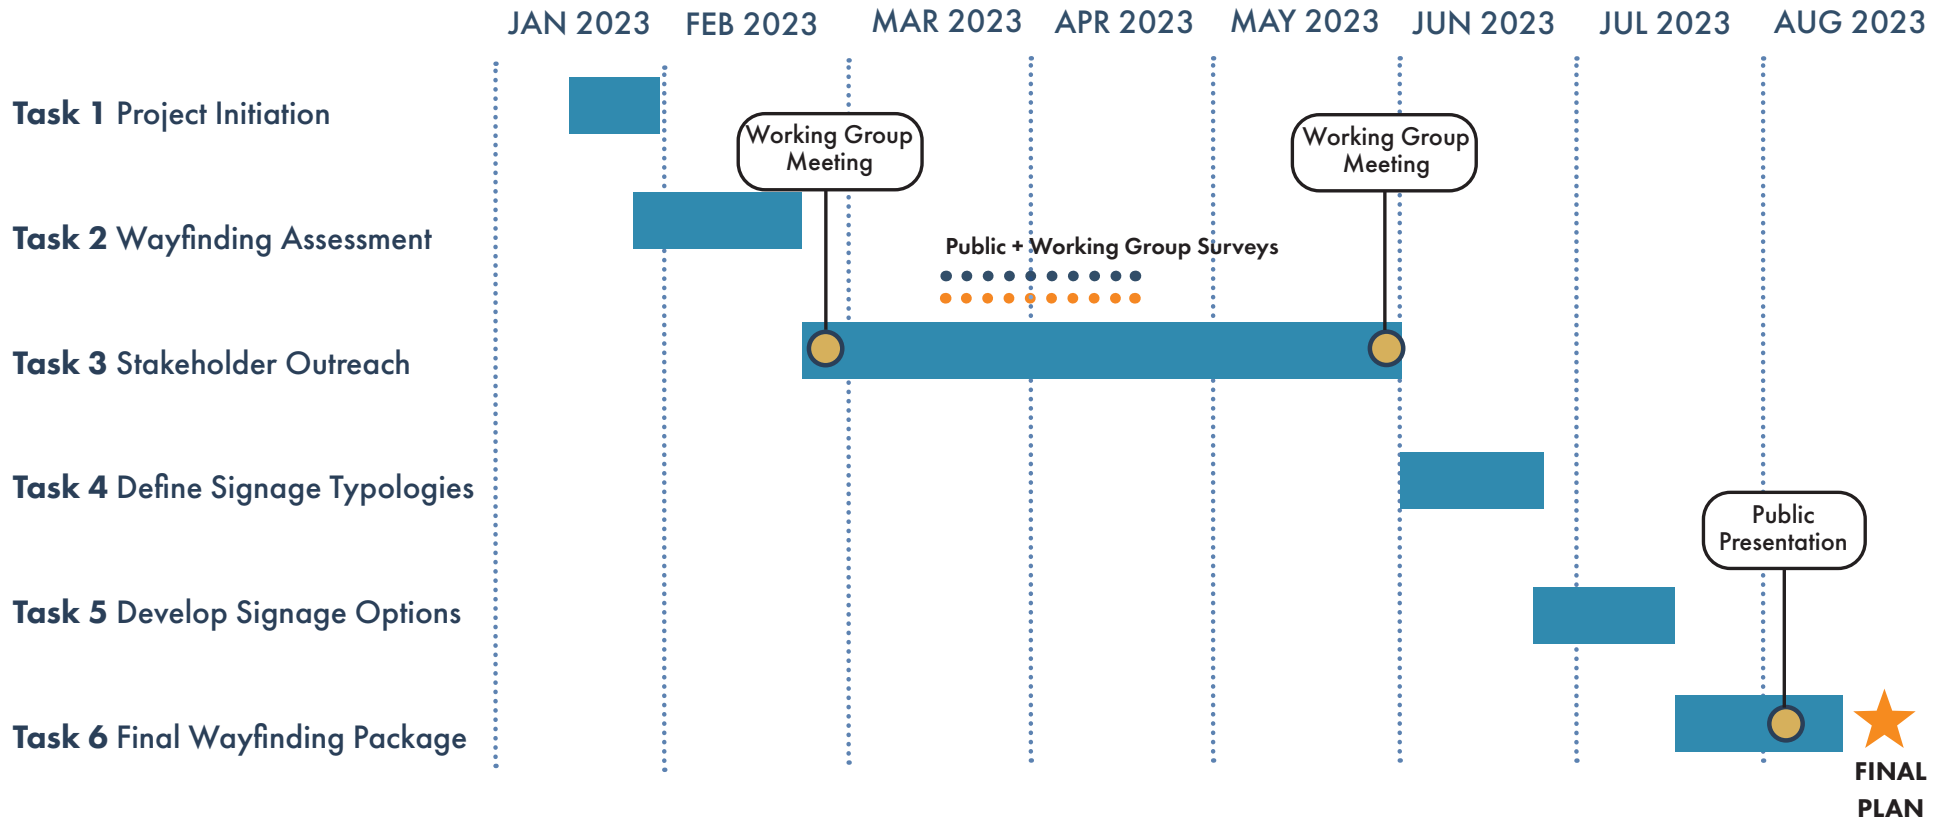 JAN 2023 FEB 2023 MAR 2023 APR 2023 MAY 2023 JUN 2023 JUL 2023 AUG 2023
Task 1 Project Initiation
Working Group
Meeting
Working Group
Meeting
Task 2 Wayfinding Assessment
Public + Working Group Surveys
Task 3 Stakeholder Outreach
Task 4 Define Signage Typologies
Public
Presentation
Task 5 Develop Signage Options
Task 6 Final Wayfinding Package
FINAL
PLAN